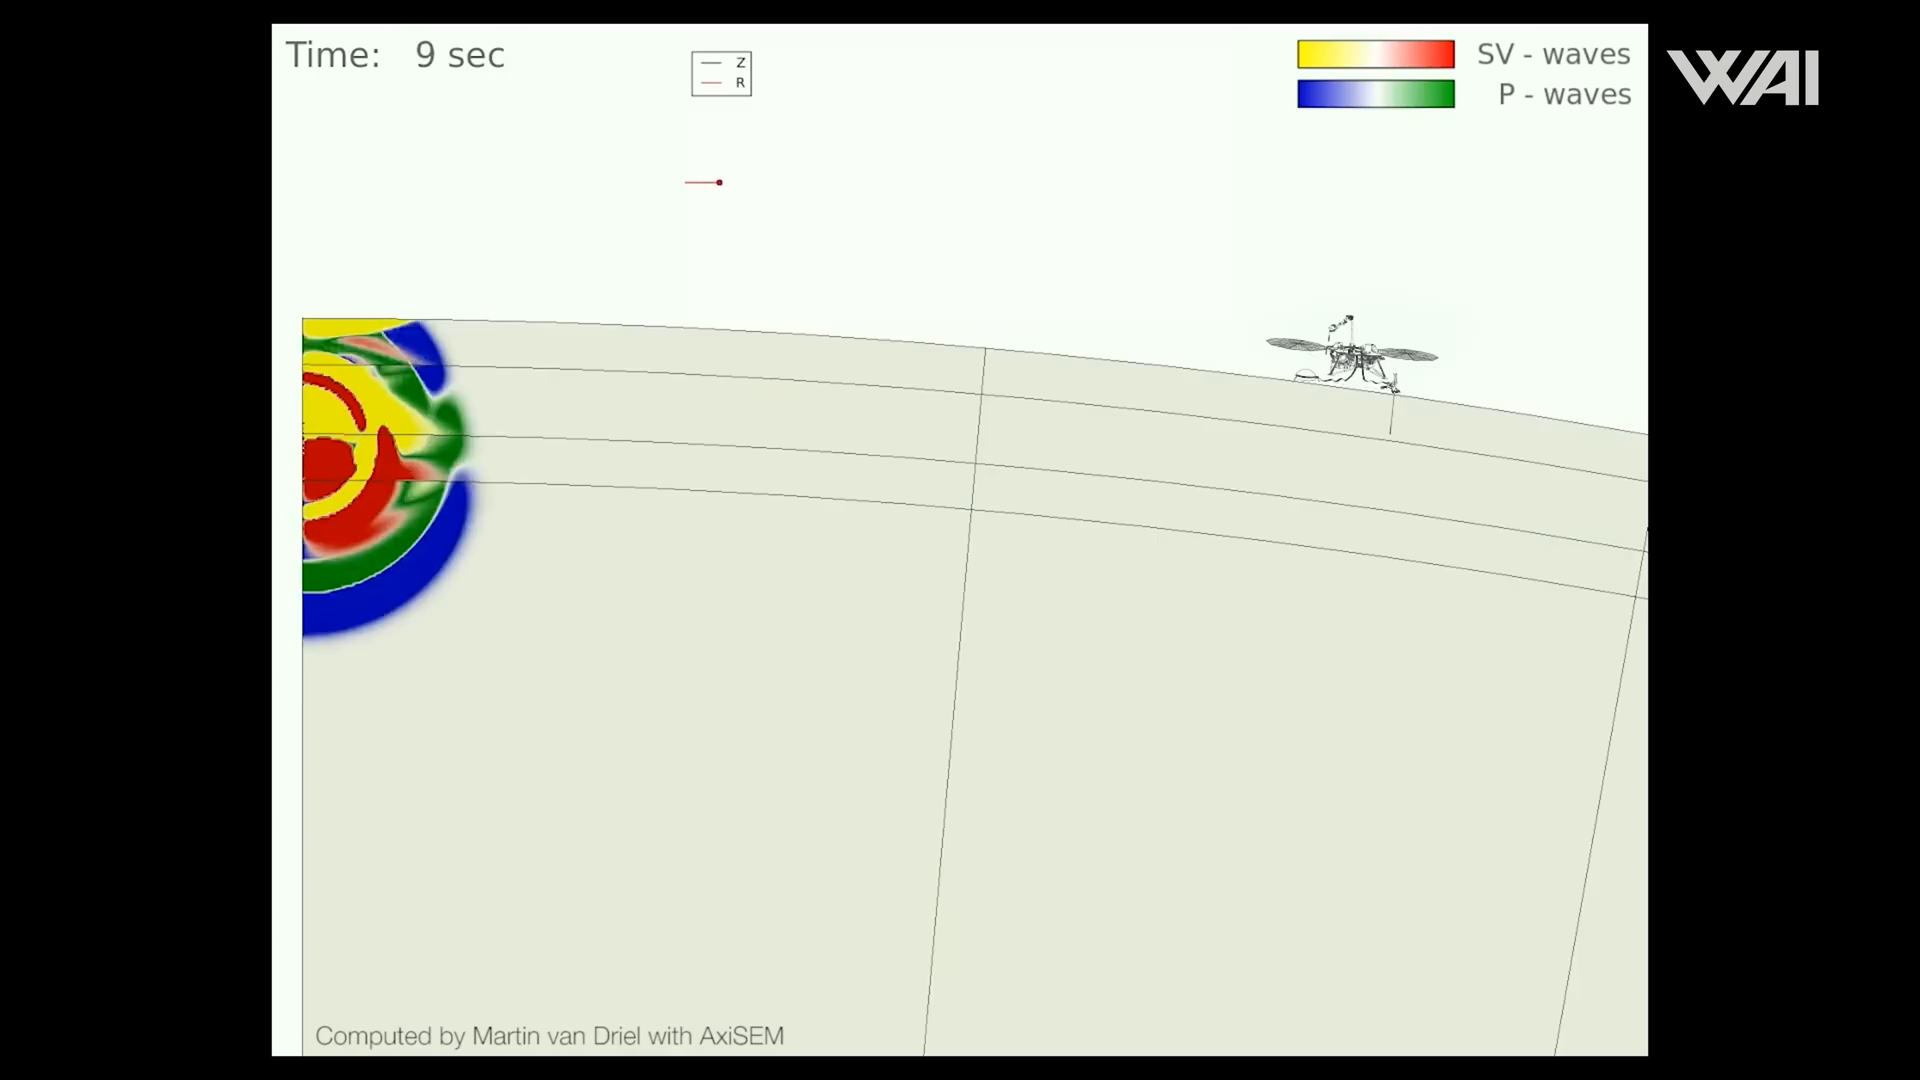 Time: 9 sec
Z
R
SV - waves
P - waves
WAI
Computed by Martin van Driel with AxiSEM